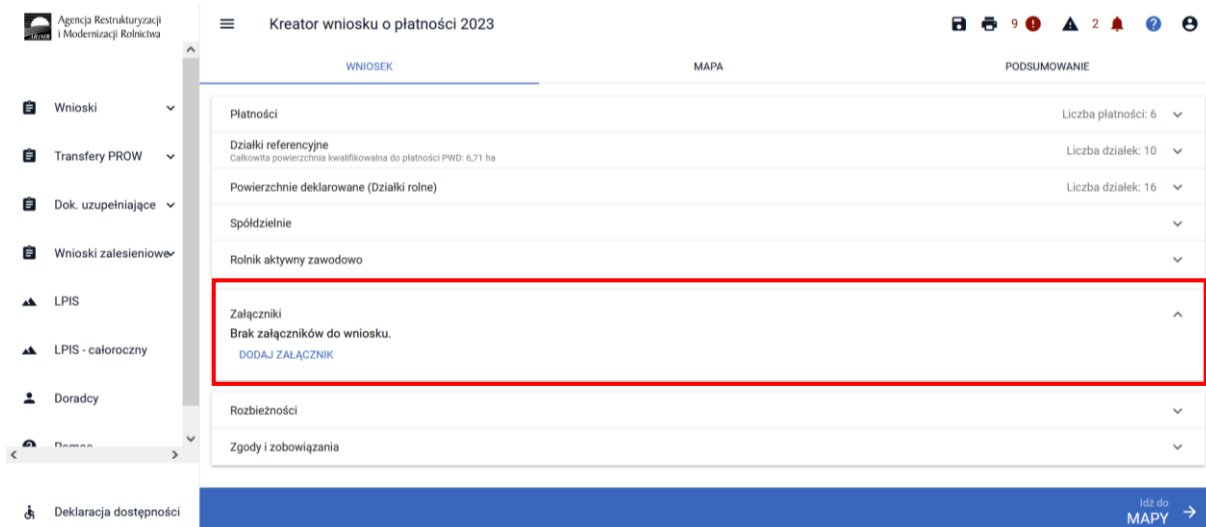 Agencja Restrukturyzacji
i Modernizacji Rolnictwa
ARiMR
Kreator wniosku o płatności 2023
9
2
WNIOSEK
MAPA
PODSUMOWANIE
Wnioski
Transfery PROW
Dok. uzupełniające
Wnioski zalesieniowe
LPIS
LPIS - całoroczny
Doradcy
Pomoc
Deklaracja dostępności
Płatności
Liczba płatności: 6
Działki referencyjne
Całkowita powierzchnia kwalifikowalna do płatności PWD: 6,71 ha
Liczba działek: 10
Powierzchnie deklarowane (Działki rolne)
Liczba działek: 16
Spółdzielnie
Rolnik aktywny zawodowo
Załączniki
Brak załączników do wniosku.
DODAJ ZAŁĄCZNIK
Rozbieżności
Zgody i zobowiązania
Idź do
MAPY